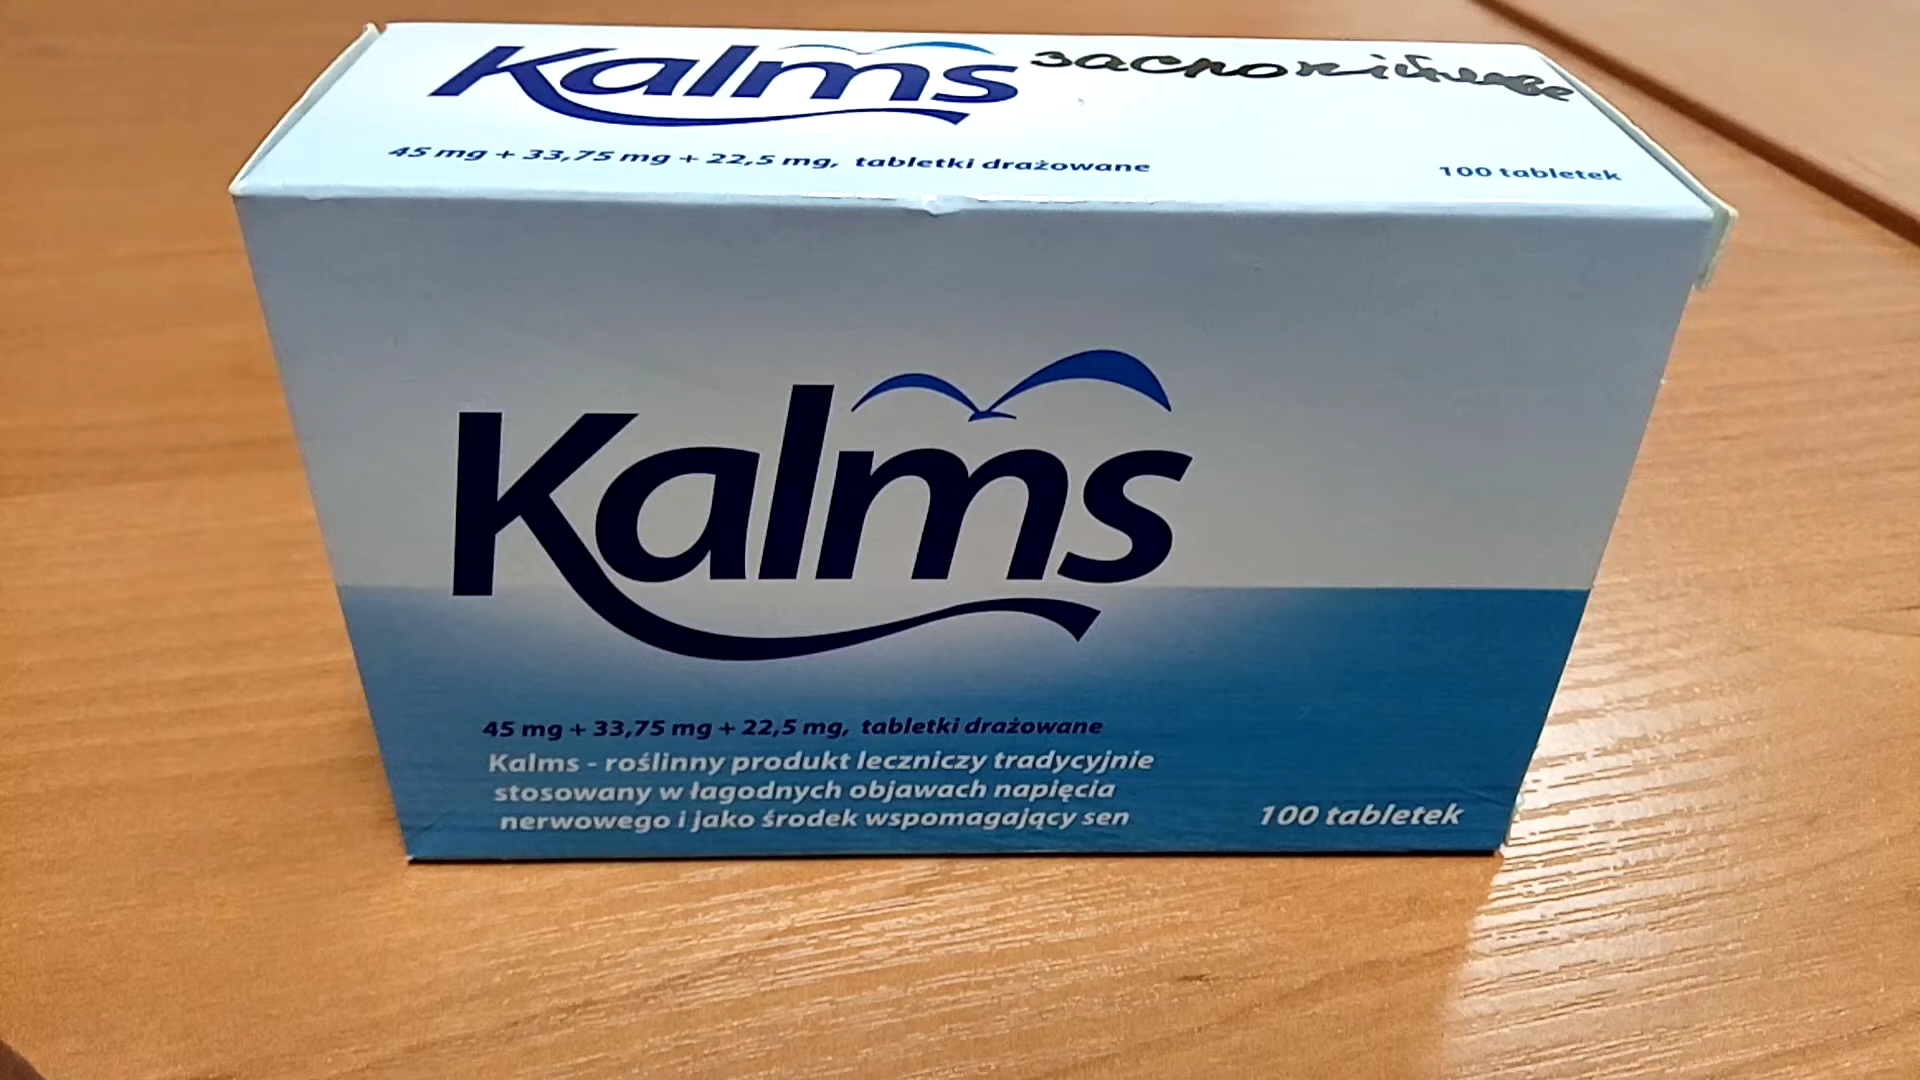 Kalms заспокійливе
45 mg + 33,75 mg + 22,5 mg, tabletki drażowane
100 tabletek
Kalms
45 mg + 33,75 mg + 22,5 mg, tabletki drażowane
Kalms - roślinny produkt leczniczy tradycyjnie
stosowany w łagodnych objawach napięcia
nerwowego i jako środek wspomagający sen
100 tabletek